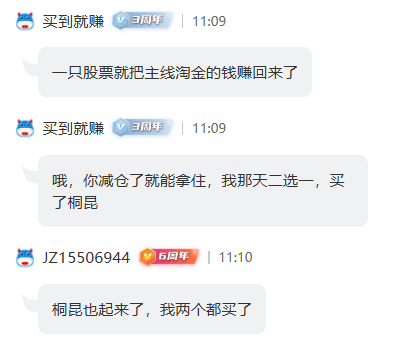 买到就赚 3周年 | 11:09
一只股票就把主线淘金的钱赚回来了
买到就赚 3周年 | 11:09
哦，你减仓了就能拿住，我那天二选一，买
了桐昆
JZ15506944 6周年 | 11:10
桐昆也起来了，我两个都买了